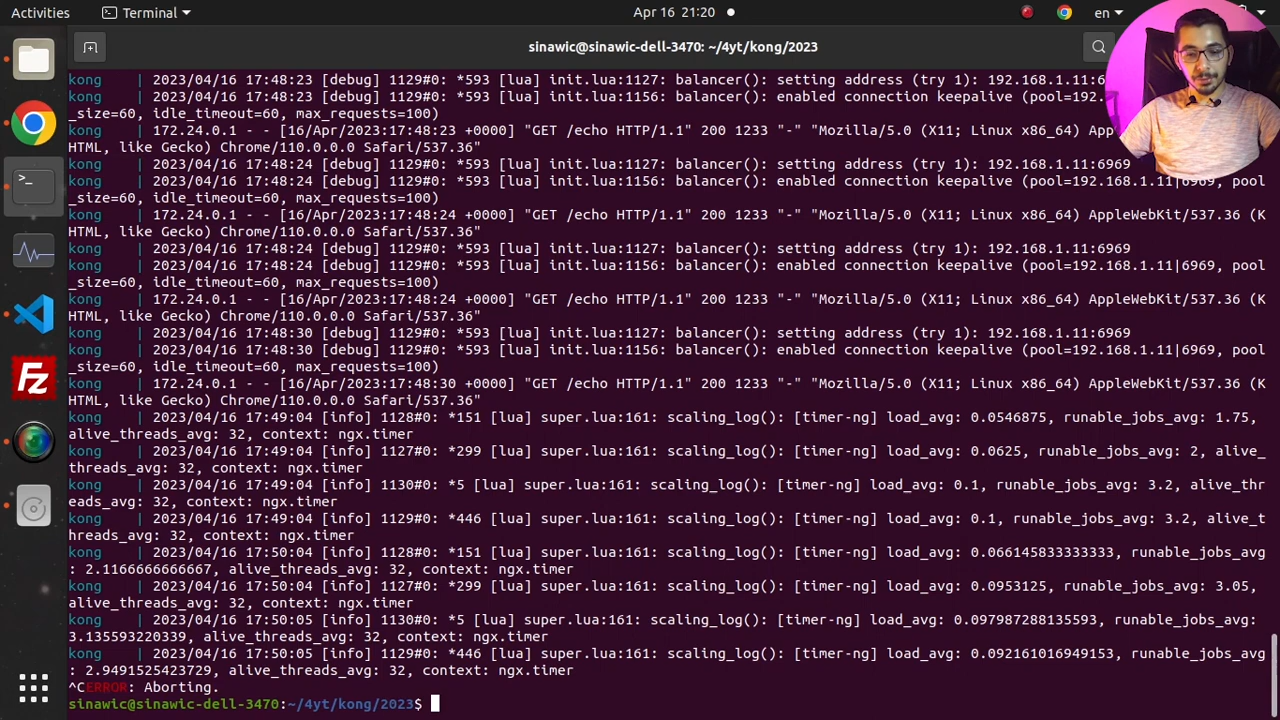 Activities
Terminal
Apr 16 21:20
en
sinawic@sinawic-dell-3470: ~/4yt/kong/2023
kong | 2023/04/16 17:48:23 [debug] 1129#0: *593 [lua] init.lua:1127: balancer(): setting address (try 1): 192.168.1.11:6
kong | 2023/04/16 17:48:23 [debug] 1129#0: *593 [lua] init.lua:1156: balancer(): enabled connection keepalive (pool=192.
_size=60, idle_timeout=60, max_requests=100)
kong | 172.24.0.1 - - [16/Apr/2023:17:48:23 +0000] "GET /echo HTTP/1.1" 200 1233 "-" "Mozilla/5.0 (X11; Linux x86_64) App
HTML, like Gecko) Chrome/110.0.0.0 Safari/537.36"
kong | 2023/04/16 17:48:24 [debug] 1129#0: *593 [lua] init.lua:1127: balancer(): setting address (try 1): 192.168.1.11:6969
kong | 2023/04/16 17:48:24 [debug] 1129#0: *593 [lua] init.lua:1156: balancer(): enabled connection keepalive (pool=192.168.1.11|6969, pool
_size=60, idle_timeout=60, max_requests=100)
kong | 172.24.0.1 - - [16/Apr/2023:17:48:24 +0000] "GET /echo HTTP/1.1" 200 1233 "-" "Mozilla/5.0 (X11; Linux x86_64) AppleWebKit/537.36 (K
HTML, like Gecko) Chrome/110.0.0.0 Safari/537.36"
kong | 2023/04/16 17:48:24 [debug] 1129#0: *593 [lua] init.lua:1127: balancer(): setting address (try 1): 192.168.1.11:6969
kong | 2023/04/16 17:48:24 [debug] 1129#0: *593 [lua] init.lua:1156: balancer(): enabled connection keepalive (pool=192.168.1.11|6969, pool
_size=60, idle_timeout=60, max_requests=100)
kong | 172.24.0.1 - - [16/Apr/2023:17:48:24 +0000] "GET /echo HTTP/1.1" 200 1233 "-" "Mozilla/5.0 (X11; Linux x86_64) AppleWebKit/537.36 (K
HTML, like Gecko) Chrome/110.0.0.0 Safari/537.36"
kong | 2023/04/16 17:48:30 [debug] 1129#0: *593 [lua] init.lua:1127: balancer(): setting address (try 1): 192.168.1.11:6969
kong | 2023/04/16 17:48:30 [debug] 1129#0: *593 [lua] init.lua:1156: balancer(): enabled connection keepalive (pool=192.168.1.11|6969, pool
_size=60, idle_timeout=60, max_requests=100)
kong | 172.24.0.1 - - [16/Apr/2023:17:48:30 +0000] "GET /echo HTTP/1.1" 200 1233 "-" "Mozilla/5.0 (X11; Linux x86_64) AppleWebKit/537.36 (K
HTML, like Gecko) Chrome/110.0.0.0 Safari/537.36"
kong | 2023/04/16 17:49:04 [info] 1128#0: *151 [lua] super.lua:161: scaling_log(): [timer-ng] load_avg: 0.0546875, runable_jobs_avg: 1.75,
alive_threads_avg: 32, context: ngx.timer
kong | 2023/04/16 17:49:04 [info] 1127#0: *299 [lua] super.lua:161: scaling_log(): [timer-ng] load_avg: 0.0625, runable_jobs_avg: 2, alive_
threads_avg: 32, context: ngx.timer
kong | 2023/04/16 17:49:04 [info] 1130#0: *5 [lua] super.lua:161: scaling_log(): [timer-ng] load_avg: 0.1, runable_jobs_avg: 3.2, alive_thr
eads_avg: 32, context: ngx.timer
kong | 2023/04/16 17:49:04 [info] 1129#0: *446 [lua] super.lua:161: scaling_log(): [timer-ng] load_avg: 0.1, runable_jobs_avg: 3.2, alive_t
hreads_avg: 32, context: ngx.timer
kong | 2023/04/16 17:50:04 [info] 1128#0: *151 [lua] super.lua:161: scaling_log(): [timer-ng] load_avg: 0.066145833333333, runable_jobs_avg
: 2.1166666666667, alive_threads_avg: 32, context: ngx.timer
kong | 2023/04/16 17:50:04 [info] 1127#0: *299 [lua] super.lua:161: scaling_log(): [timer-ng] load_avg: 0.0953125, runable_jobs_avg: 3.05,
alive_threads_avg: 32, context: ngx.timer
kong | 2023/04/16 17:50:05 [info] 1130#0: *5 [lua] super.lua:161: scaling_log(): [timer-ng] load_avg: 0.097987288135593, runable_jobs_avg:
3.135593220339, alive_threads_avg: 32, context: ngx.timer
kong | 2023/04/16 17:50:05 [info] 1129#0: *446 [lua] super.lua:161: scaling_log(): [timer-ng] load_avg: 0.092161016949153, runable_jobs_avg
: 2.9491525423729, alive_threads_avg: 32, context: ngx.timer
^CERROR: Aborting.
sinawic@sinawic-dell-3470:~/4yt/kong/2023$